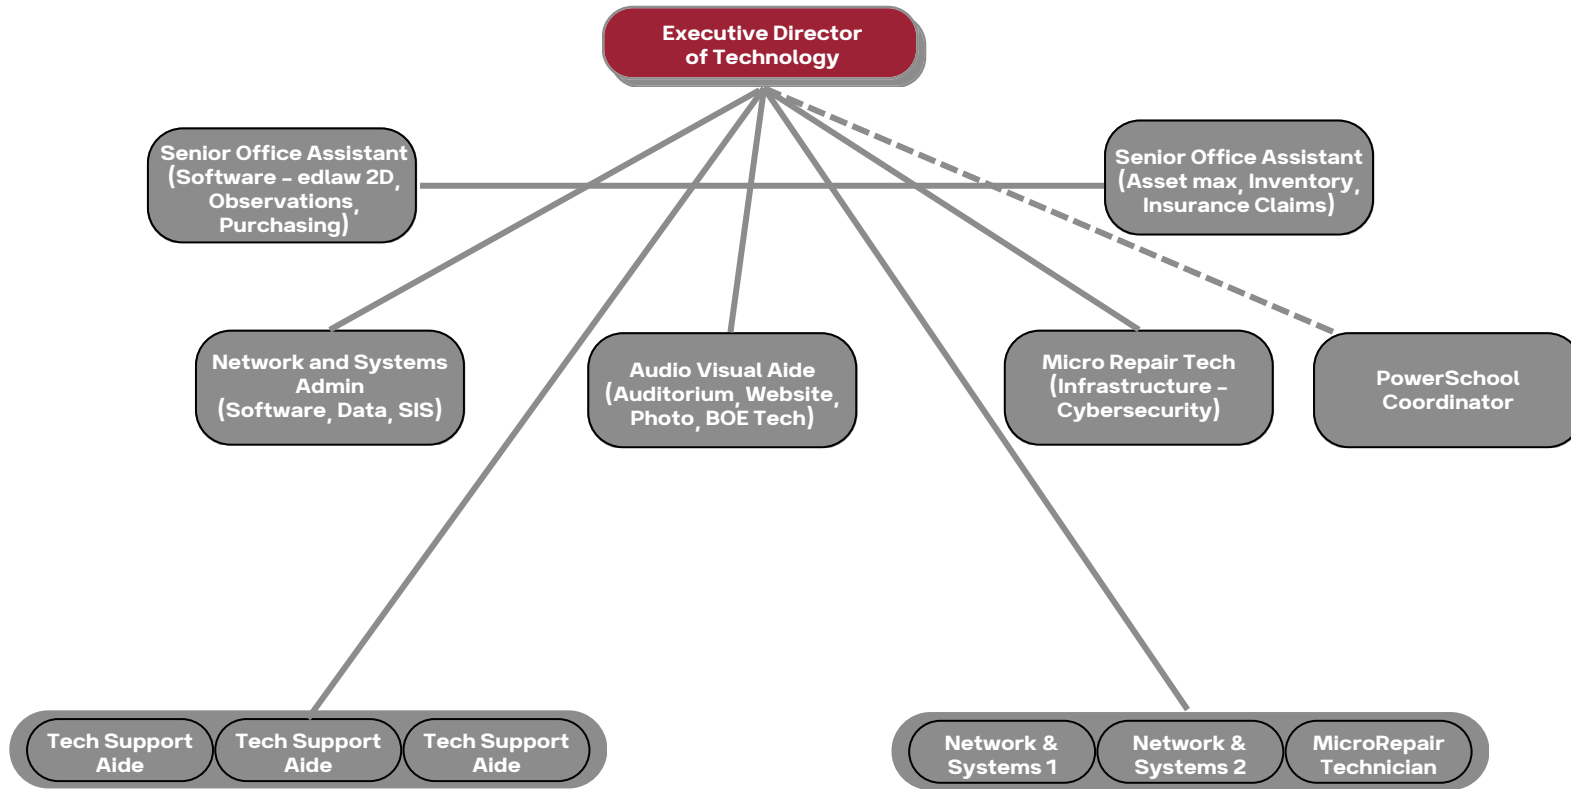 Executive Director
of Technology
Senior Office Assistant
(Software - edlaw 2D,
Observations,
Purchasing)
Senior Office Assistant
(Asset max, Inventory,
Insurance Claims)
Network and Systems
Admin
(Software, Data, SIS)
Audio Visual Aide
(Auditorium, Website,
Photo, BOE Tech)
Micro Repair Tech
(Infrastructure -
Cybersecurity)
PowerSchool
Coordinator
Tech Support
Aide
Tech Support
Aide
Tech Support
Aide
Network &
Systems 1
Network &
Systems 2
MicroRepair
Technician